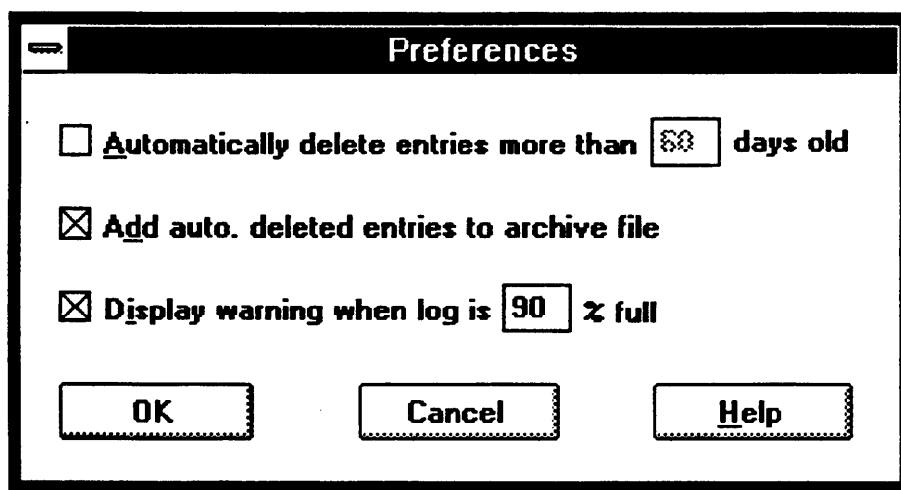 Preferences
Automatically delete entries more than 60 days old
Add auto. deleted entries to archive file
Display warning when log is 90 % full
OK Cancel Help